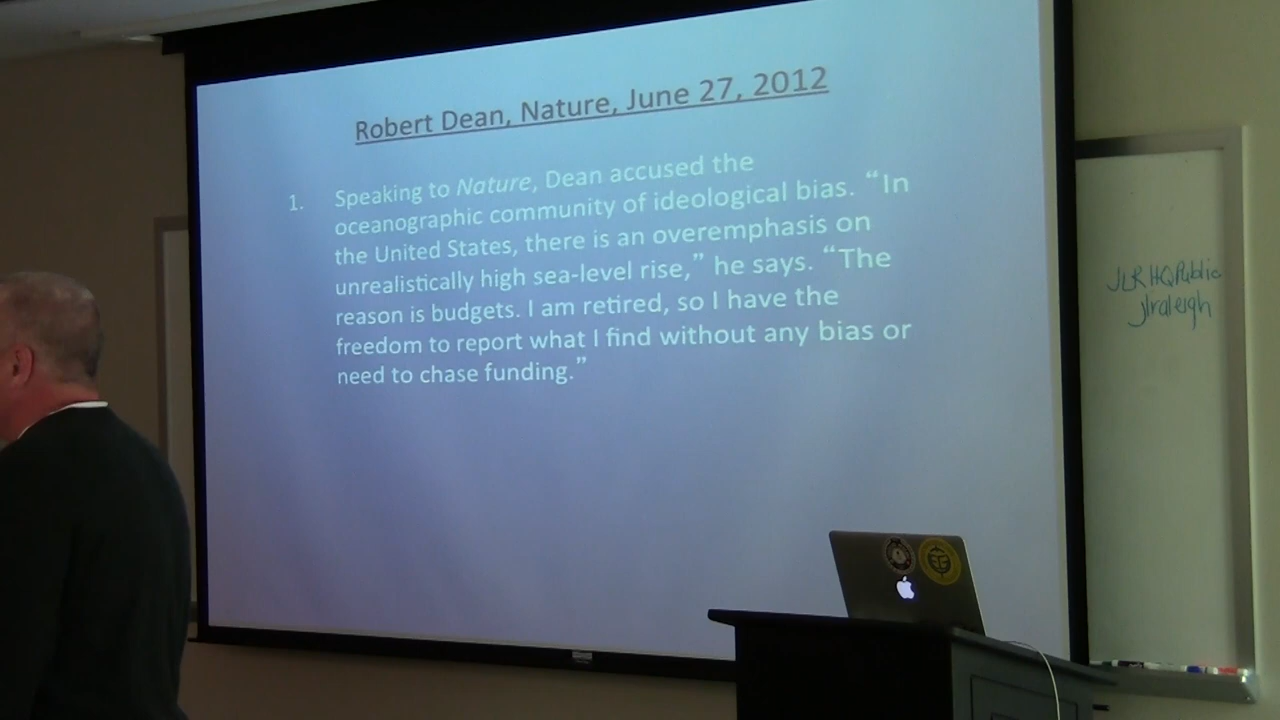 Robert Dean, Nature, June 27, 2012
1. Speaking to Nature, Dean accused the
oceanographic community of ideological bias. “In
the United States, there is an overemphasis on
unrealistically high sea-level rise,” he says. “The
reason is budgets. I am retired, so I have the
freedom to report what I find without any bias or
need to chase funding.”
JLR HQPublic
jlraleigh